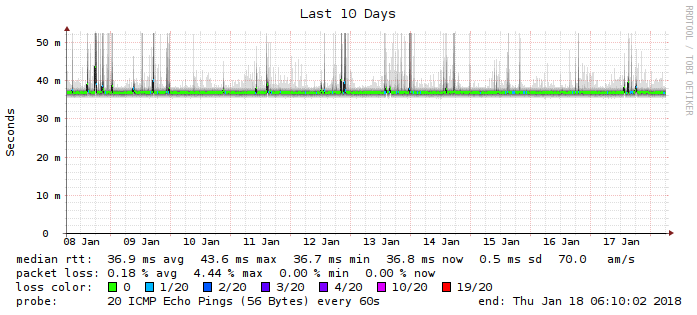 Last 10 Days
RRDTOOL / TOBI OETIKER
Seconds
50 m
40 m
30 m
20 m
10 m
0
08 Jan 09 Jan 10 Jan 11 Jan 12 Jan 13 Jan 14 Jan 15 Jan 16 Jan 17 Jan
median rtt: 36.9 ms avg 43.6 ms max 36.7 ms min 36.8 ms now 0.5 ms sd 70.0 am/s
packet loss: 0.18 % avg 4.44 % max 0.00 % min 0.00 % now
loss color: 0 1/20 2/20 3/20 4/20 10/20 19/20
probe: 20 ICMP Echo Pings (56 Bytes) every 60s end: Thu Jan 18 06:10:02 2018